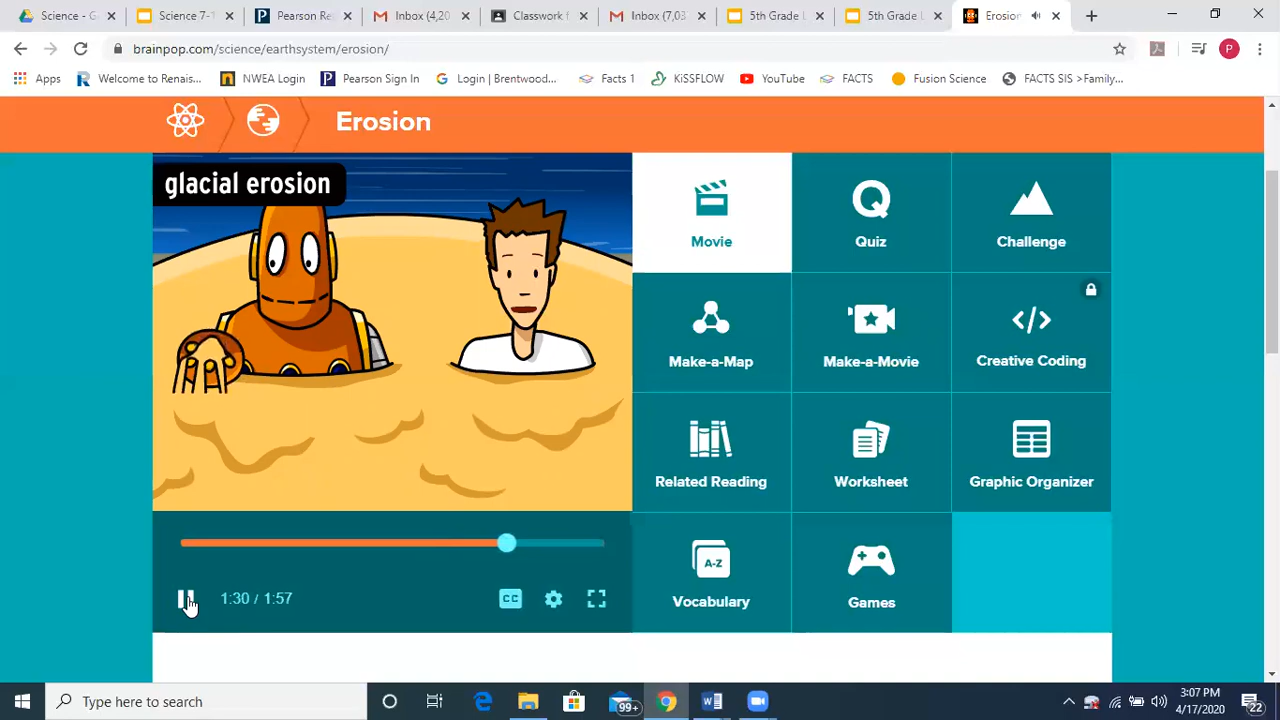 Science - G
Science 7-1
Pearson Re
Inbox (4,20
Classwork f
Inbox (7,03
5th Grade L
5th Grade L
Erosion
brainpop.com/science/earthsystem/erosion/
P
Apps
Welcome to Renais...
NWEA Login
Pearson Sign In
Login | Brentwood...
Facts 1
KiSSFLOW
YouTube
FACTS
Fusion Science
FACTS SIS >Family...
Erosion
glacial erosion
Movie
Quiz
Challenge
Make-a-Map
Make-a-Movie
Creative Coding
Related Reading
Worksheet
Graphic Organizer
A-Z
Vocabulary
Games
1:30 / 1:57
CC
Type here to search
99+
3:07 PM
4/17/2020
22